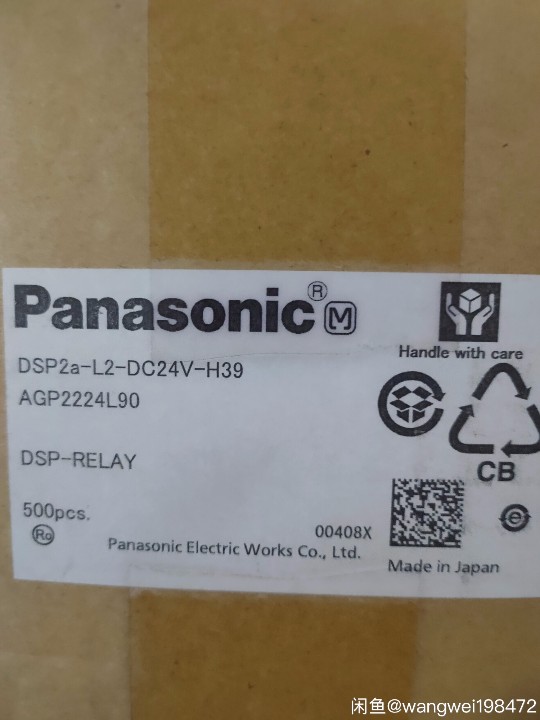 Panasonic® M
Handle with care
DSP2a-L2-DC24V-H39
AGP2224L90
DSP-RELAY
CB
500pcs.
Ro
00408X
e
Panasonic Electric Works Co., Ltd.
Made in Japan
闲鱼@wangwei198472